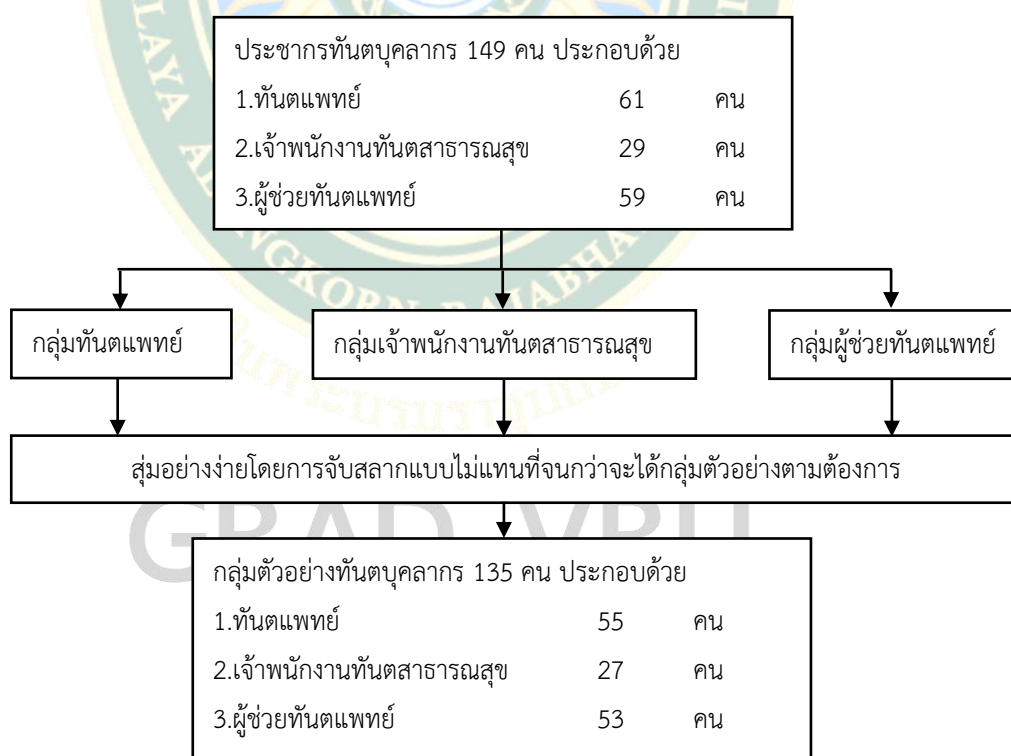 ประชากรทันตบุคลากร 149 คน ประกอบด้วย
1.ทันตแพทย์ 61 คน
2.เจ้าพนักงานทันตสาธารณสุข 29 คน
3.ผู้ช่วยทันตแพทย์ 59 คน
กลุ่มทันตแพทย์
กลุ่มเจ้าพนักงานทันตสาธารณสุข
กลุ่มผู้ช่วยทันตแพทย์
สุ่มอย่างง่ายโดยการจับสลากแบบไม่แทนที่จนกว่าจะได้กลุ่มตัวอย่างตามต้องการ
GRAD VRU
กลุ่มตัวอย่างทันตบุคลากร 135 คน ประกอบด้วย
1.ทันตแพทย์ 55 คน
2.เจ้าพนักงานทันตสาธารณสุข 27 คน
3.ผู้ช่วยทันตแพทย์ 53 คน